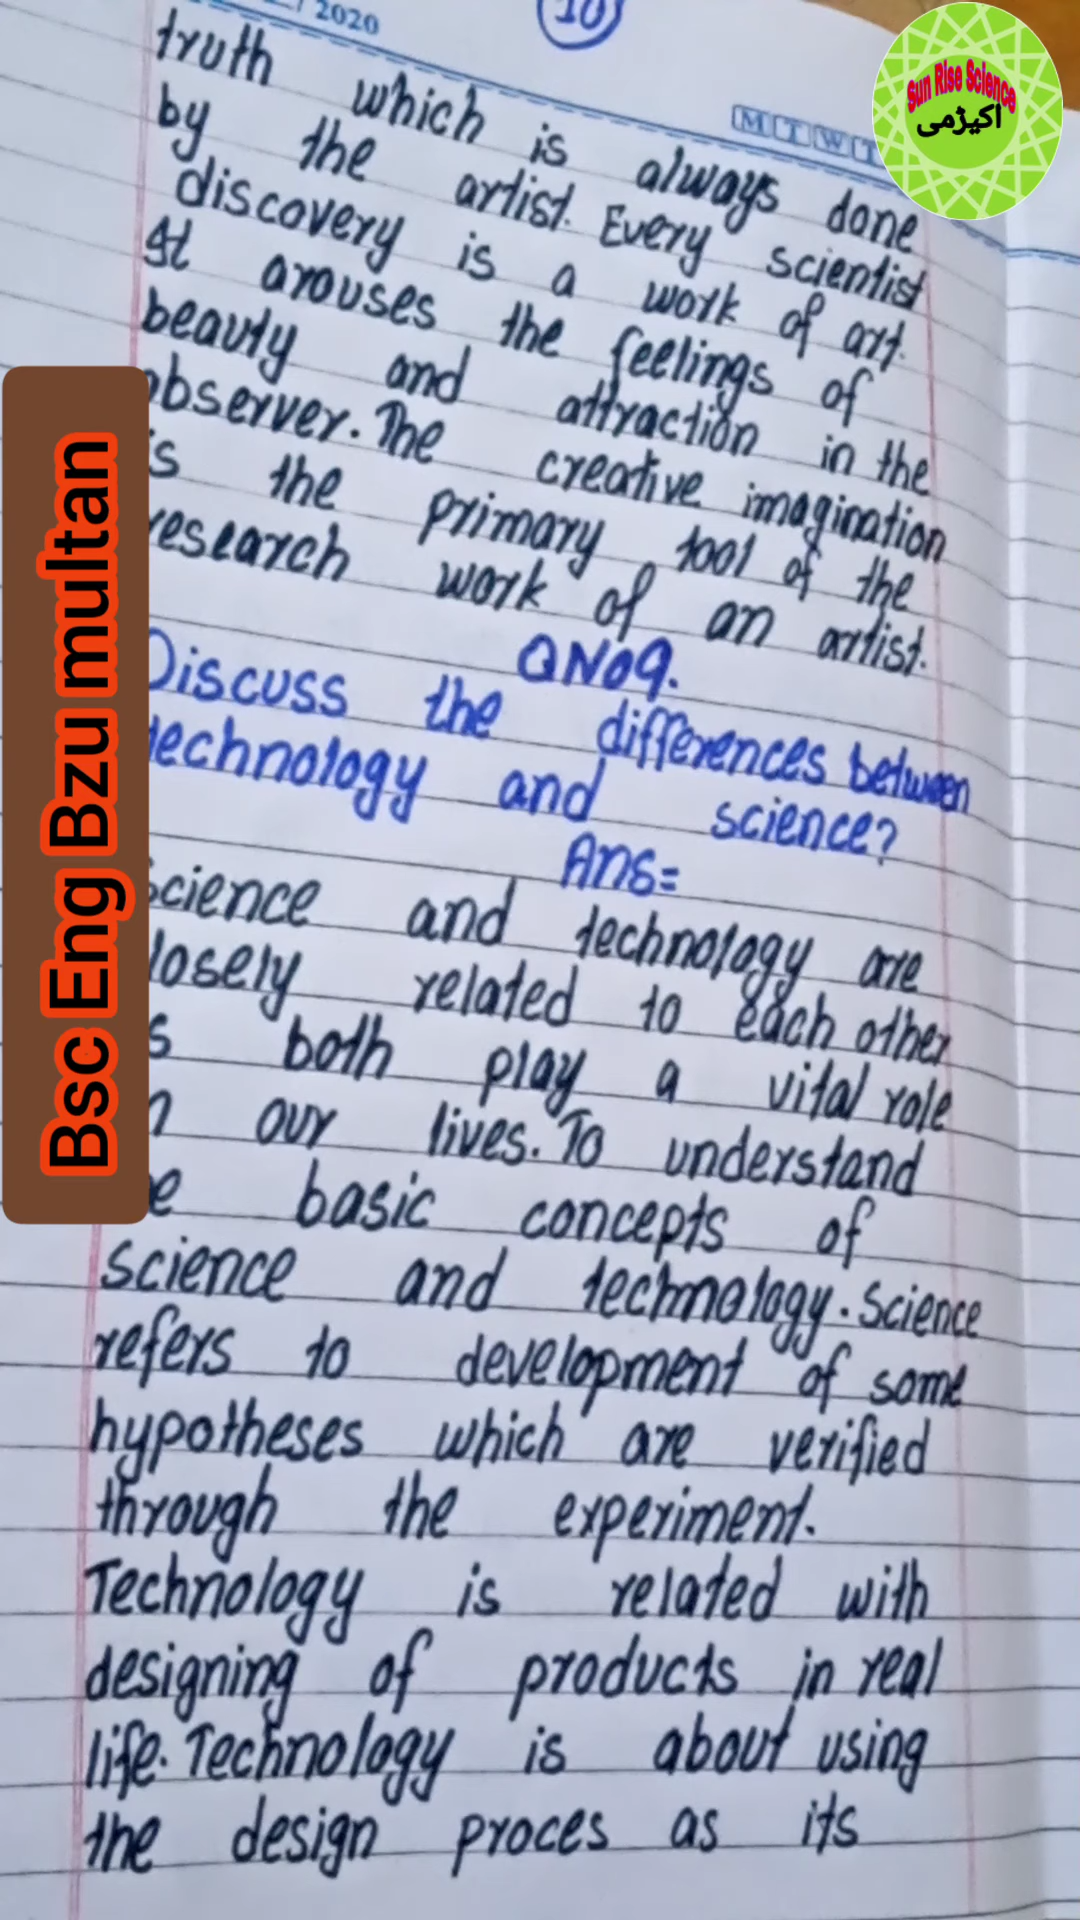 2020
10
M T W T
Sun Rise Science
اکیڑمی
truth which is always done
by the artist. Every scientist
discovery is a work of art.
It arouses the feelings of
beauty and attraction in the
observer. The creative imagination
is the primary tool of the
research work of an artist.
QNo9.
Discuss the differences between
technology and science?
Ans=
Science and technology are
losely related to each other
s both play a vital role
n our lives. To understand
e basic concepts of
science and technology. Science
refers to development of some
hypotheses which are verified
through the experiment.
Technology is related with
designing of products in real
life. Technology is about using
the design proces as its
Bsc Eng Bzu multan